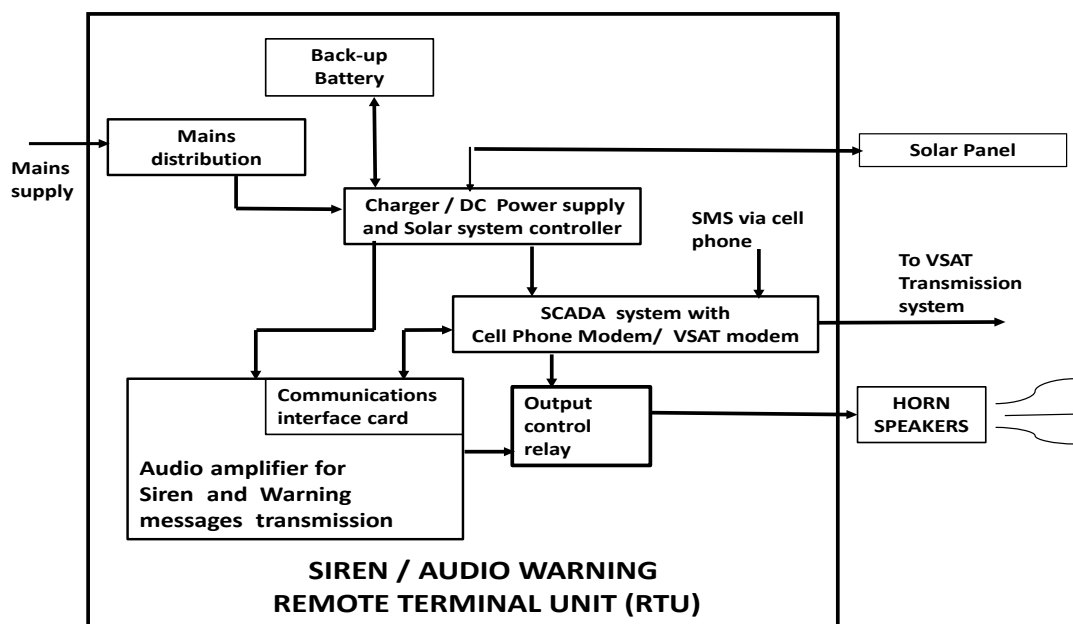 Back-up
Battery
Mains
distribution
Mains
supply
Solar Panel
Charger / DC Power supply
and Solar system controller
SMS via cell
phone
To VSAT
Transmission
system
SCADA system with
Cell Phone Modem/ VSAT modem
Communications
interface card
Output
control
relay
HORN
SPEAKERS
Audio amplifier for
Siren and Warning
messages transmission
SIREN / AUDIO WARNING
REMOTE TERMINAL UNIT (RTU)